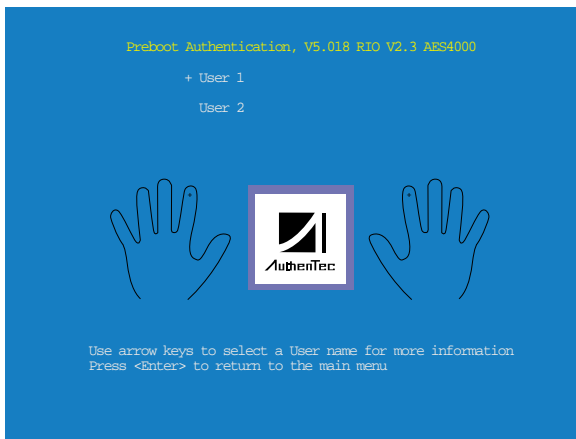 Preboot Authentication, V5.018 RIO V2.3 AES4000
+ User 1
User 2
AuthenTec
Use arrow keys to select a User name for more information
Press <Enter> to return to the main menu